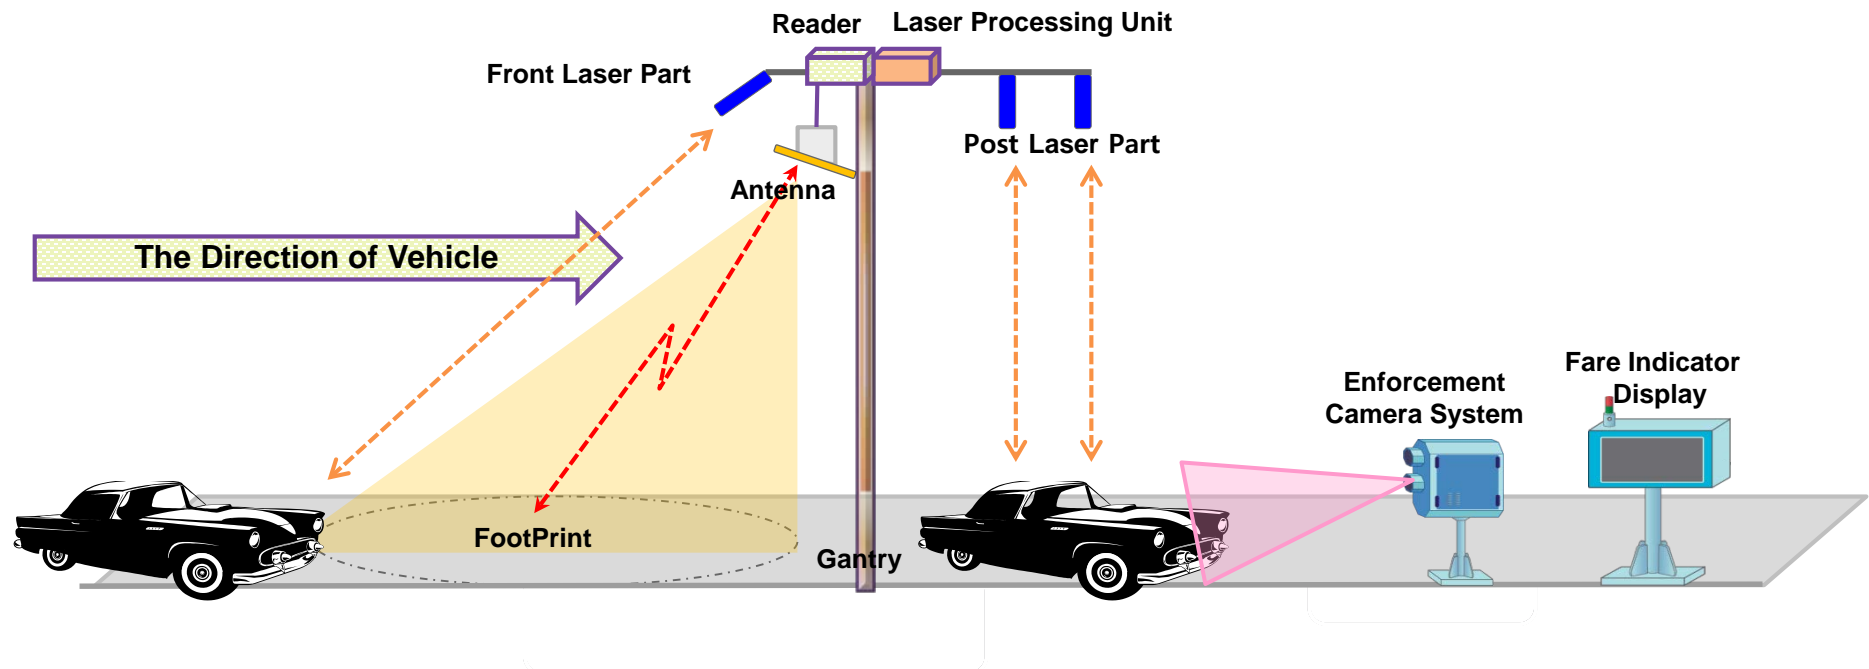 Reader
Laser Processing Unit
Front Laser Part
Post Laser Part
Antenna
The Direction of Vehicle
Fare Indicator
Display
Enforcement
Camera System
FootPrint
Gantry